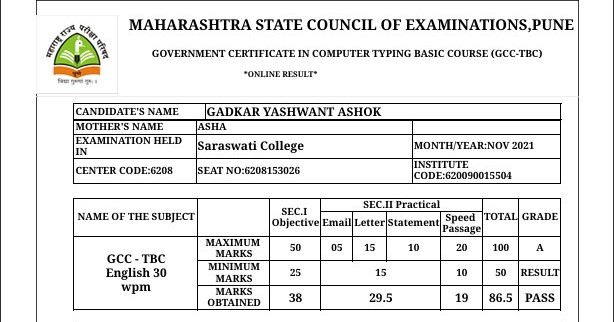 महाराष्ट्र राज्य परीक्षा परिषद
पुणे
MAHARASHTRA STATE COUNCIL OF EXAMINATIONS,PUNE
GOVERNMENT CERTIFICATE IN COMPUTER TYPING BASIC COURSE (GCC-TBC)
*ONLINE RESULT*
CANDIDATE'S NAME GADKAR YASHWANT ASHOK
MOTHER'S NAME ASHA
EXAMINATION HELD IN Saraswati College MONTH/YEAR:NOV 2021
CENTER CODE:6208 SEAT NO:6208153026 INSTITUTE CODE:620090015504
NAME OF THE SUBJECT SEC.I Objective SEC.II Practical TOTAL GRADE
Email Letter Statement Speed Passage
GCC - TBC English 30 wpm
MAXIMUM MARKS 50 05 15 10 20 100 A
MINIMUM MARKS 25 15 10 50 RESULT
MARKS OBTAINED 38 29.5 19 86.5 PASS